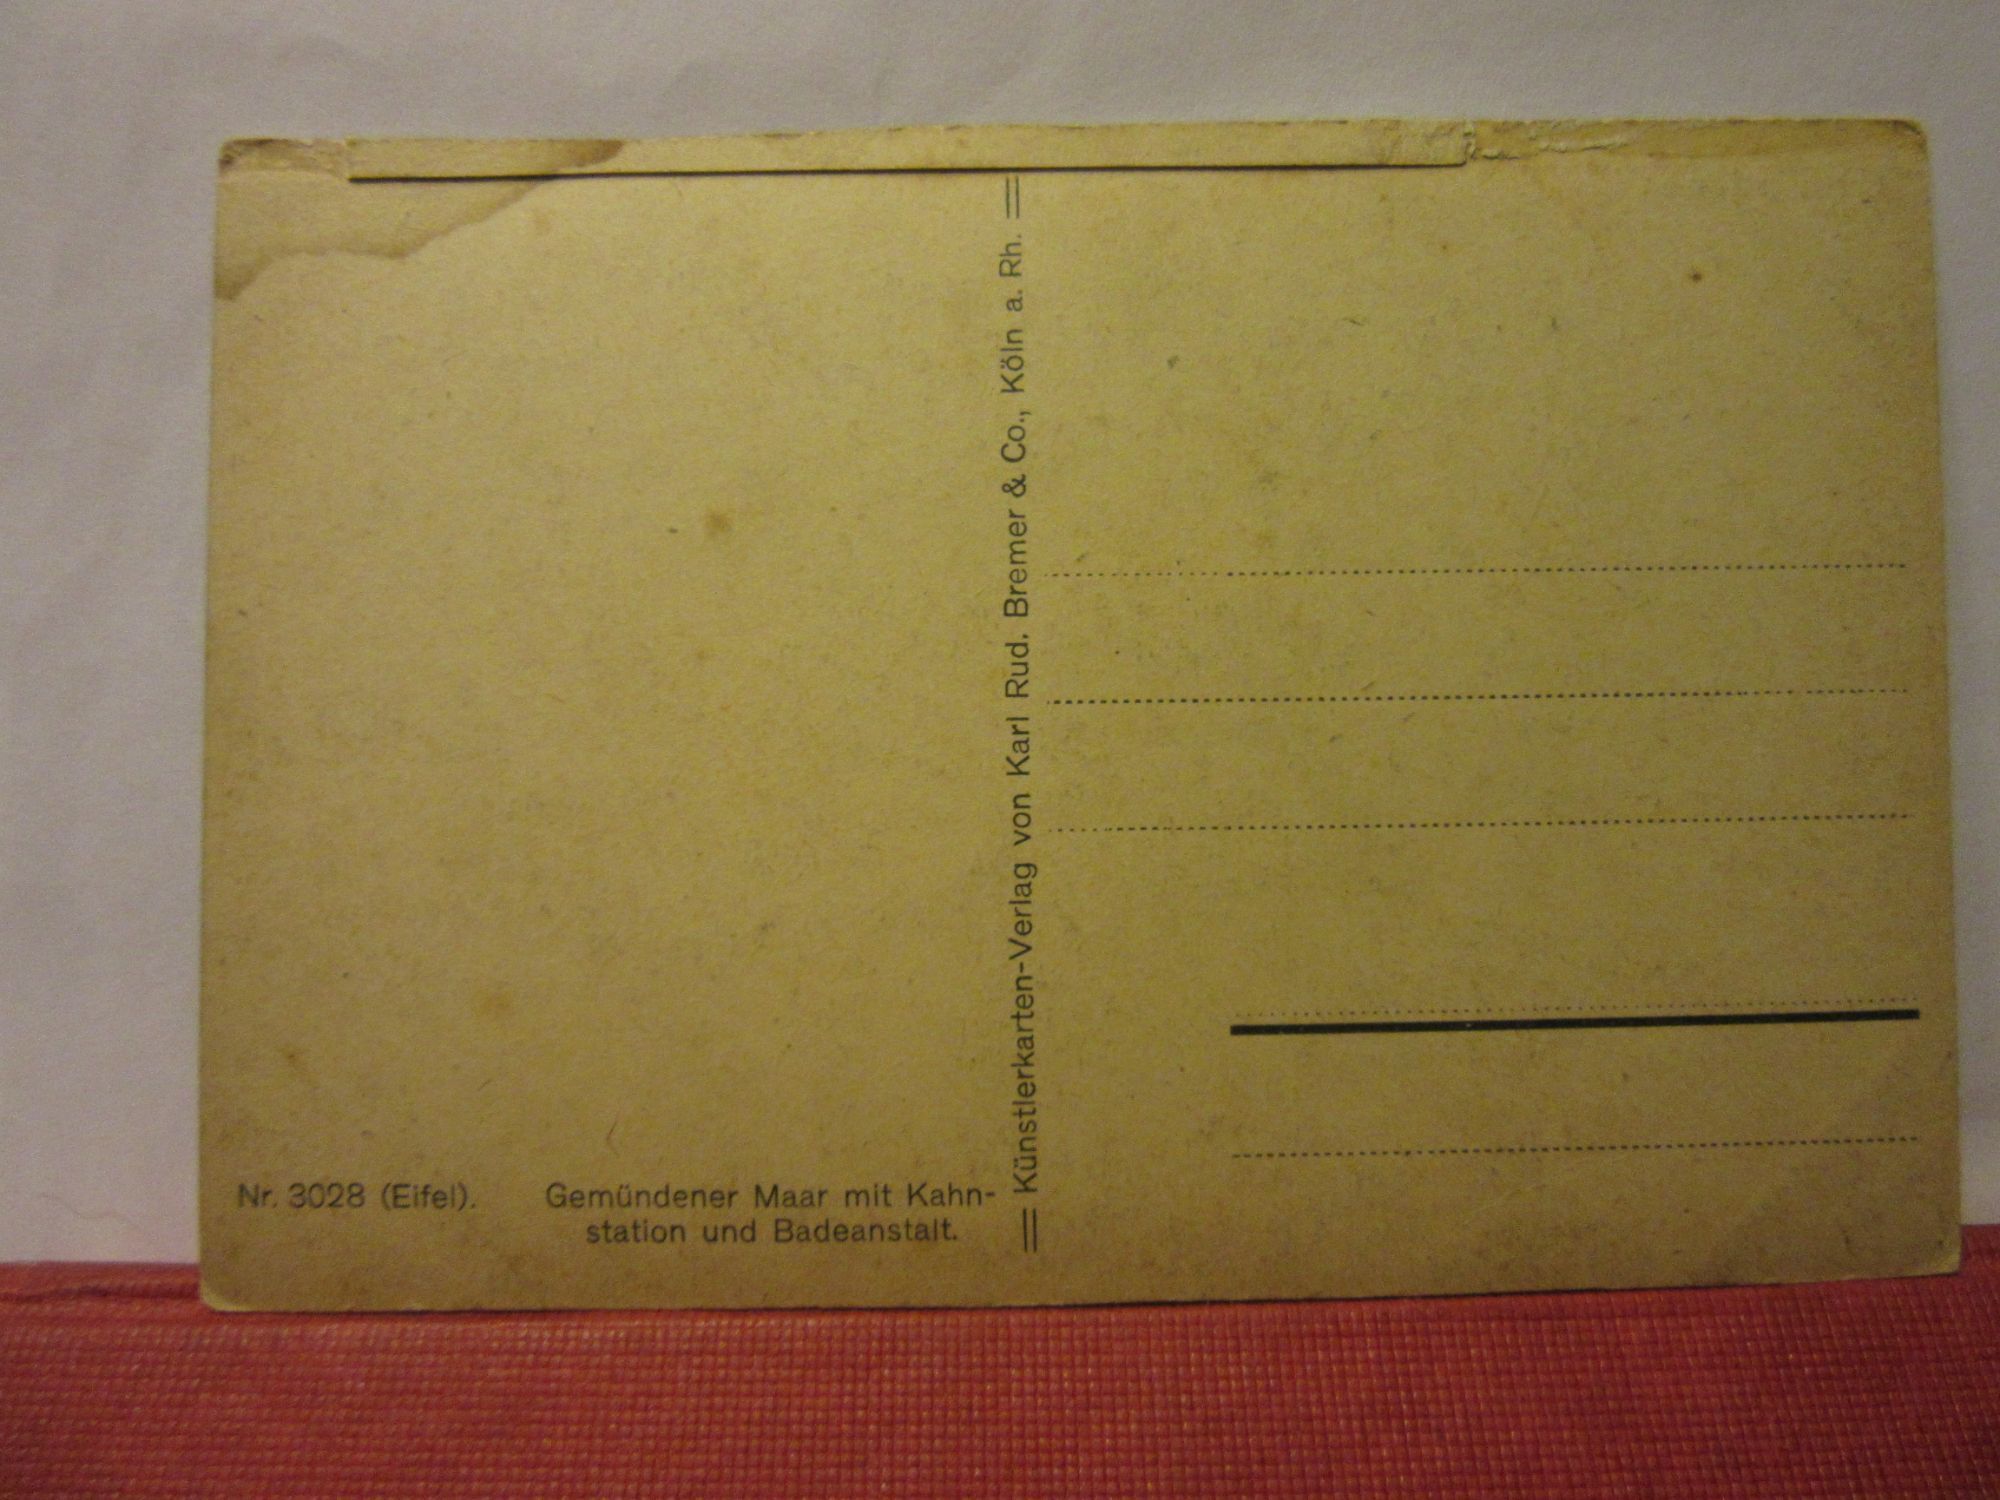 Nr. 3028 (Eifel).
Gemündener Maar mit Kahn-
station und Badeanstalt.
Künstlerkarten-Verlag von Karl Rud. Bremer & Co., Köln a. Rh.